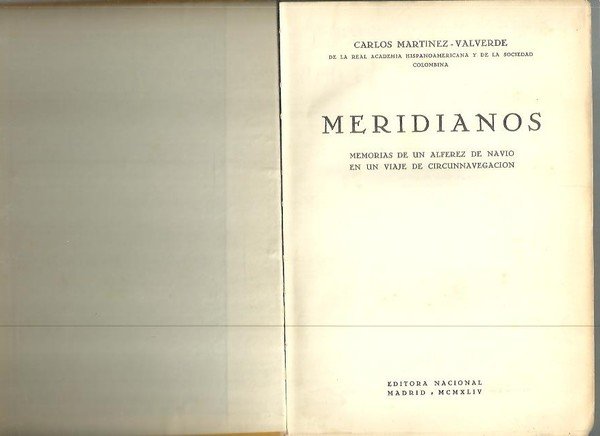 CARLOS MARTINEZ-VALVERDE
DE LA REAL ACADEMIA HISPANOAMERICANA Y DE LA SOCIEDAD
COLOMBINA
MERIDIANOS
MEMORIAS DE UN ALFEREZ DE NAVIO
EN UN VIAJE DE CIRCUNNAVEGACION
EDITORA NACIONAL
MADRID, MCMXLIV